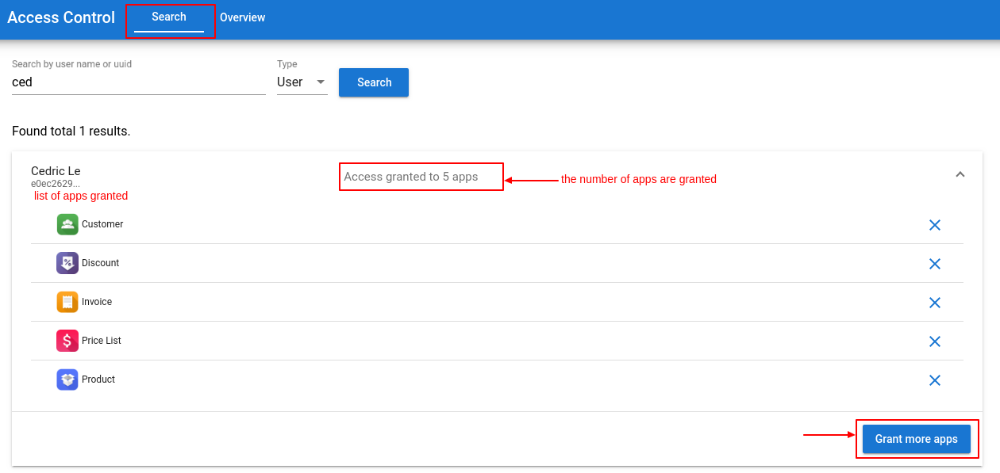 Access Control Search Overview
Search by user name or uuid Type
ced User Search
Found total 1 results.
Cedric Le Access granted to 5 apps the number of apps are granted
e0ec2629...
list of apps granted
Customer
Discount
Invoice
Price List
Product
Grant more apps